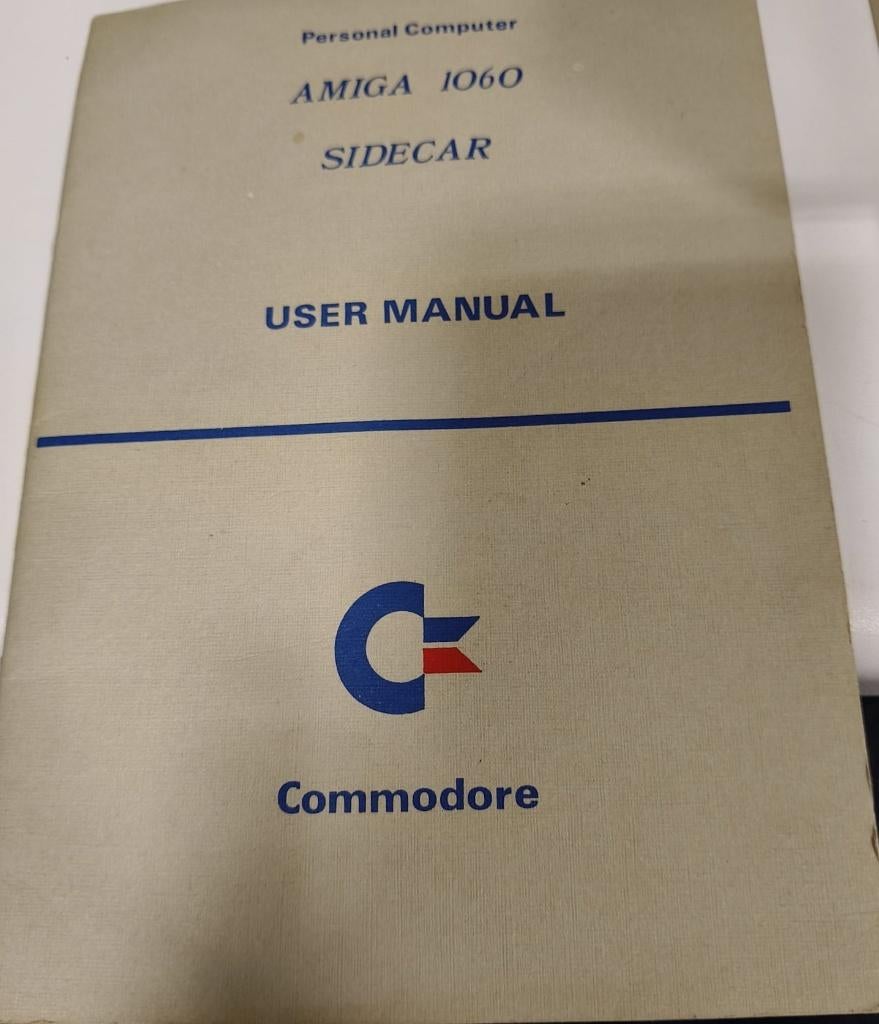 Personal Computer
AMIGA 1060
SIDECAR
USER MANUAL
Commodore